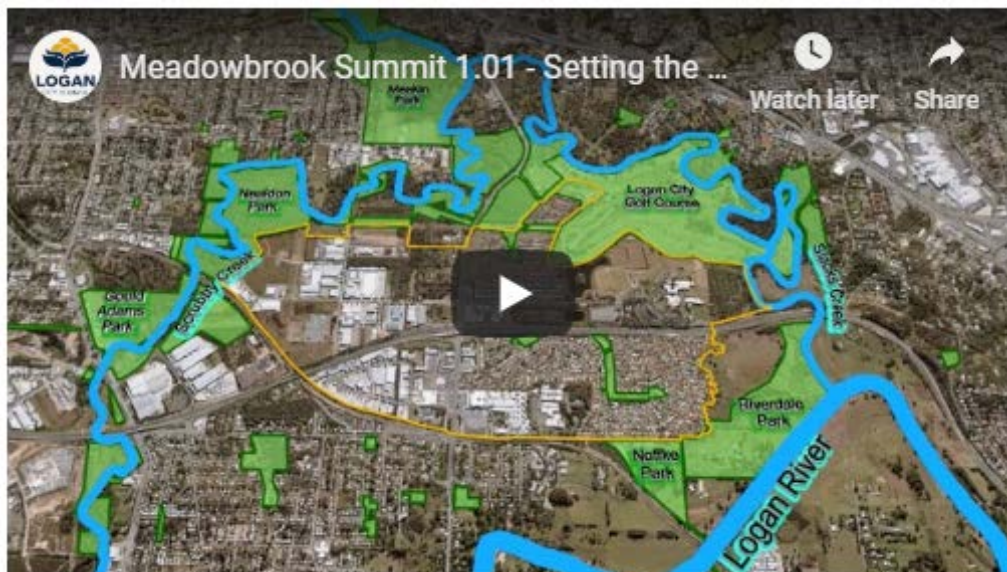 LOGAN
Meadowbrook Summit 1.01 - Setting the ...
Watch later
Share
Meakin
Park
Newdon
Park
Logan City
Golf Course
Scrubby Creek
Slacks Creek
Gould
Adams
Park
Riverdale
Park
Noffke
Park
Logan River